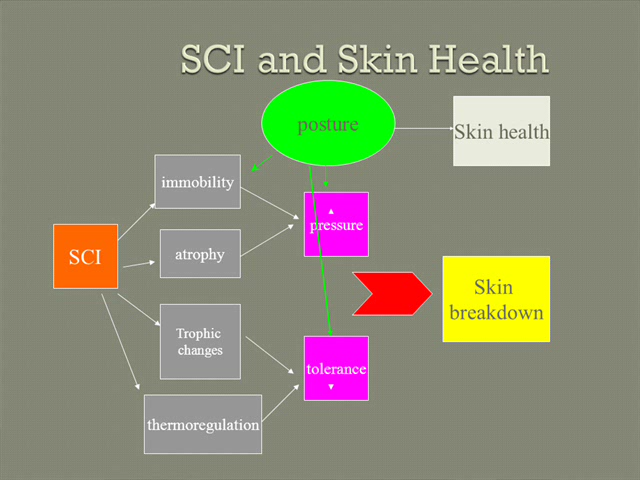 SCI and Skin Health
posture
Skin health
immobility
▲
pressure
SCI
atrophy
Skin
breakdown
Trophic
changes
tolerance
▼
thermoregulation